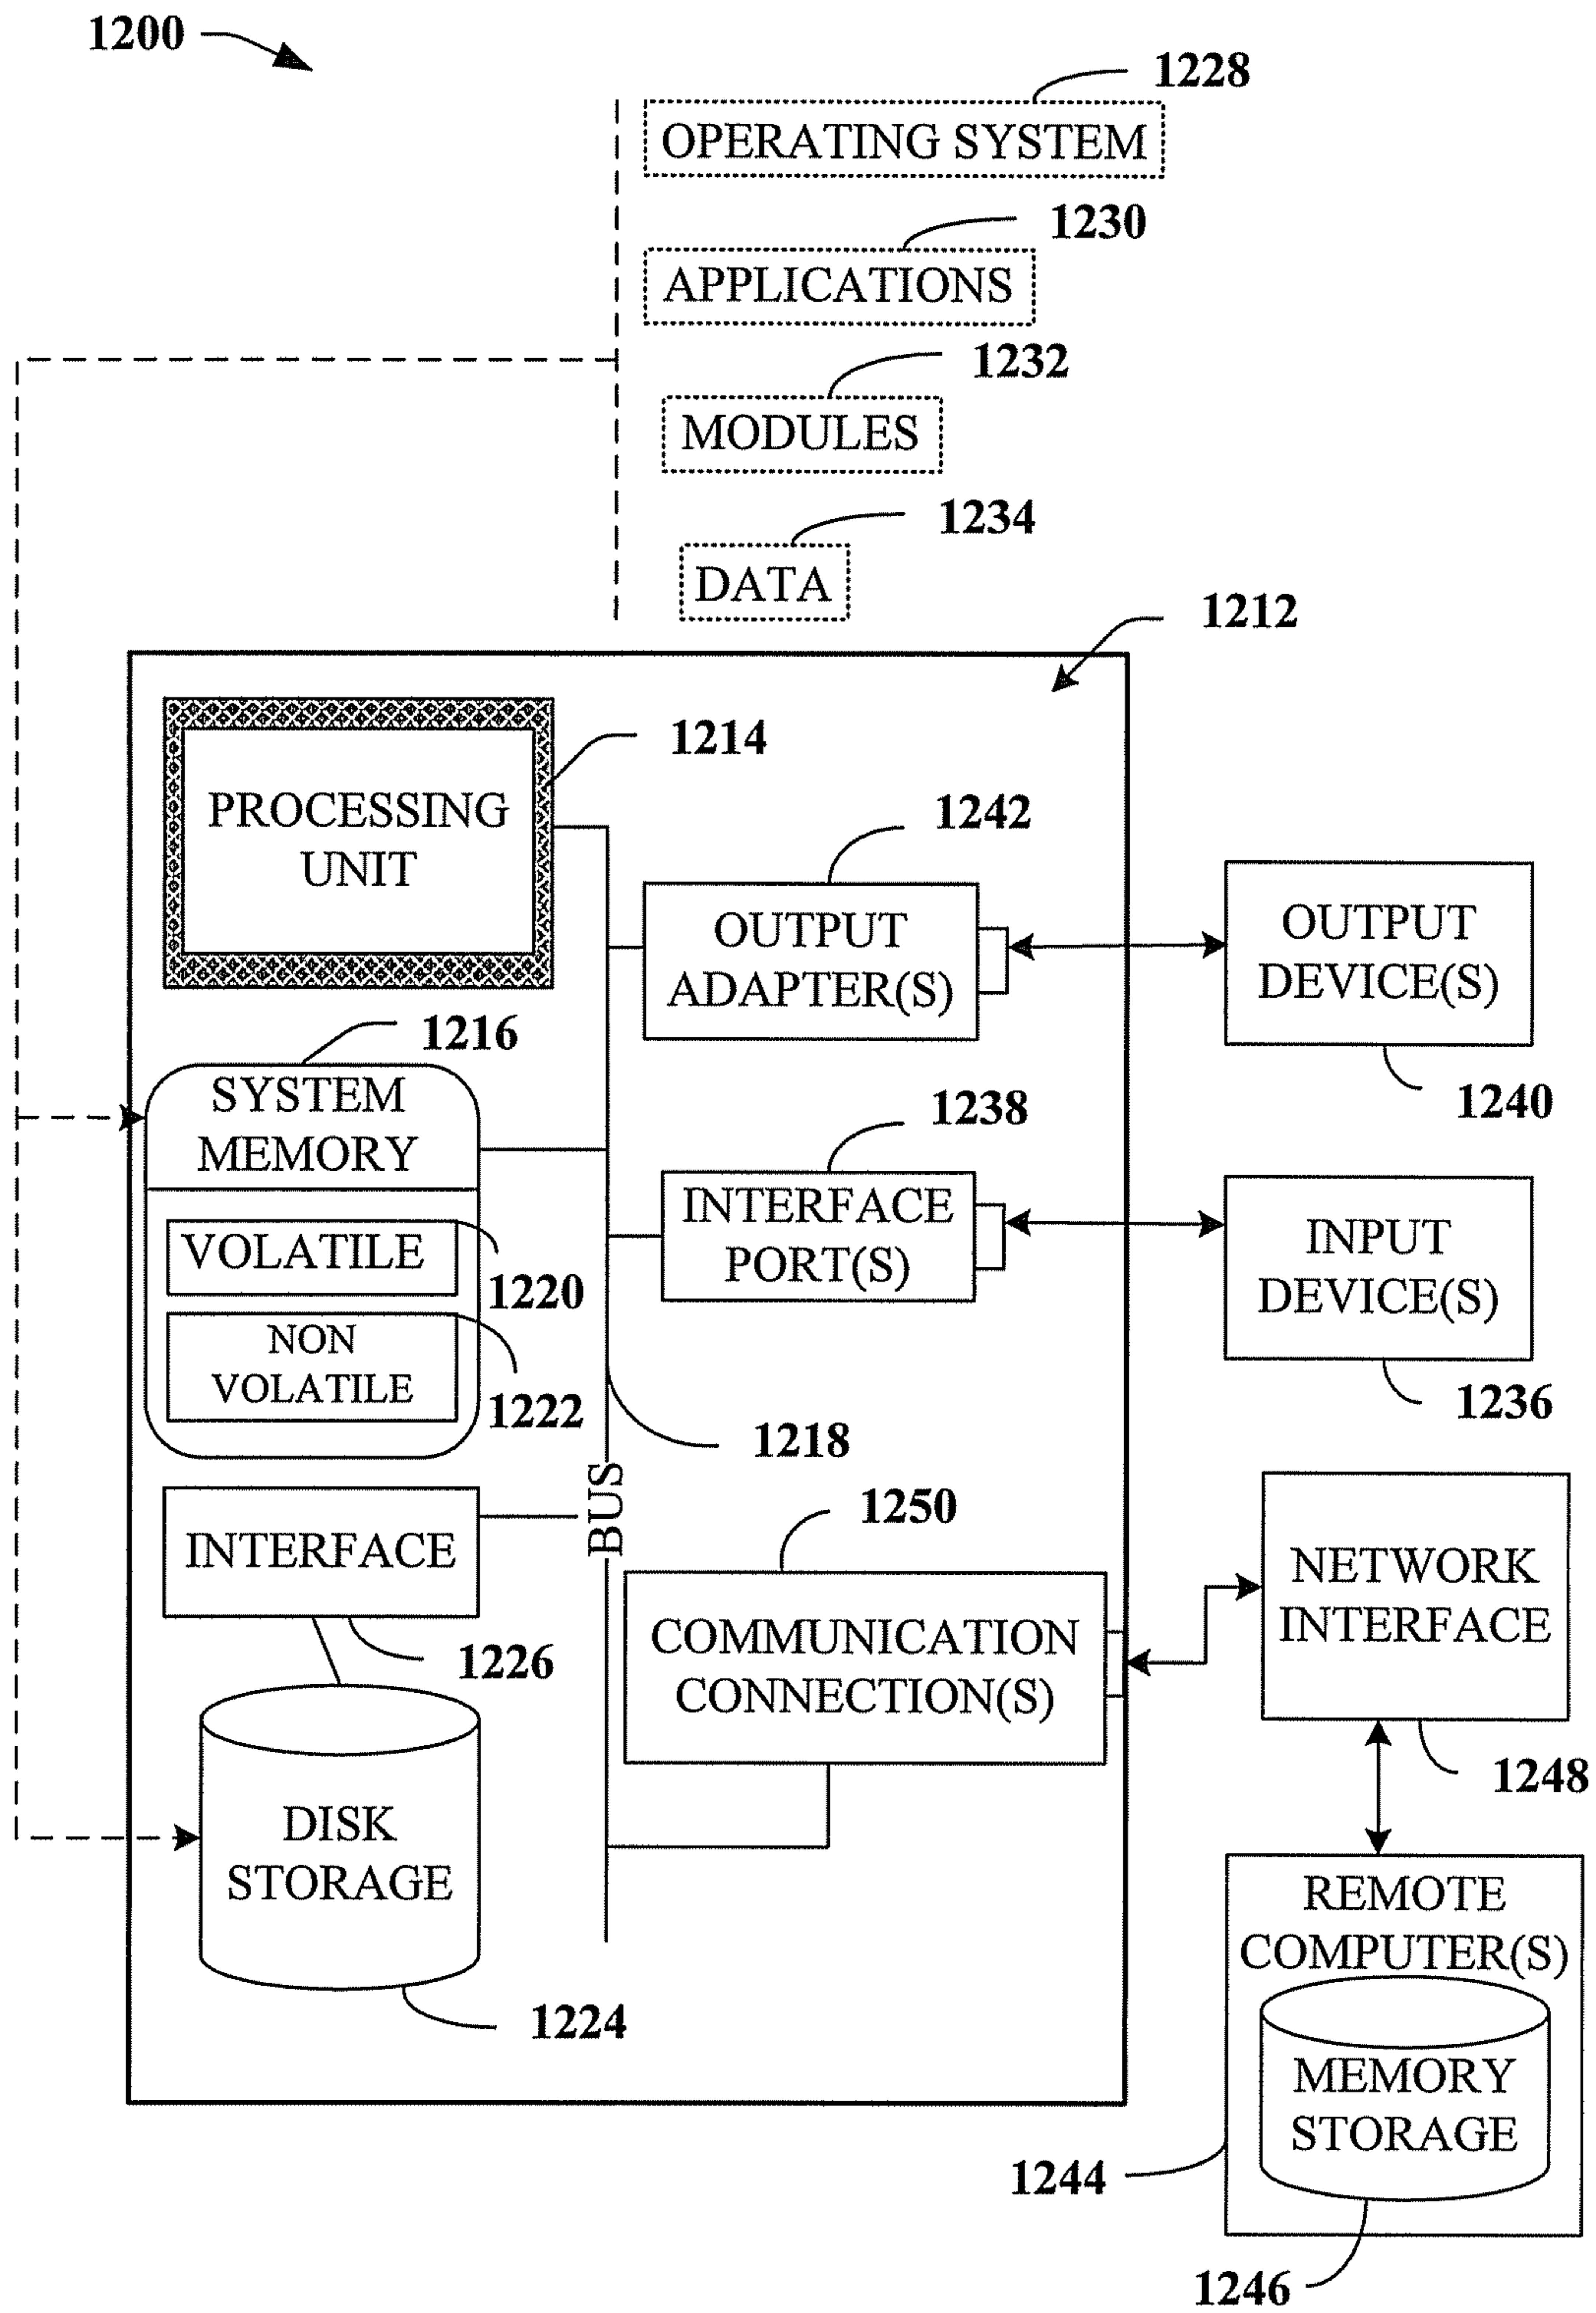 1200
1228
OPERATING SYSTEM
1230
APPLICATIONS
1232
MODULES
1234
DATA
1212
1214
PROCESSING
UNIT
1242
OUTPUT
ADAPTER(S)
OUTPUT
DEVICE(S)
1240
1216
SYSTEM
MEMORY
1238
INTERFACE
PORT(S)
INPUT
DEVICE(S)
1236
VOLATILE
1220
NON
VOLATILE
1222
1218
BUS
INTERFACE
1226
1250
COMMUNICATION
CONNECTION(S)
NETWORK
INTERFACE
1248
DISK
STORAGE
1224
REMOTE
COMPUTER(S)
MEMORY
STORAGE
1244
1246